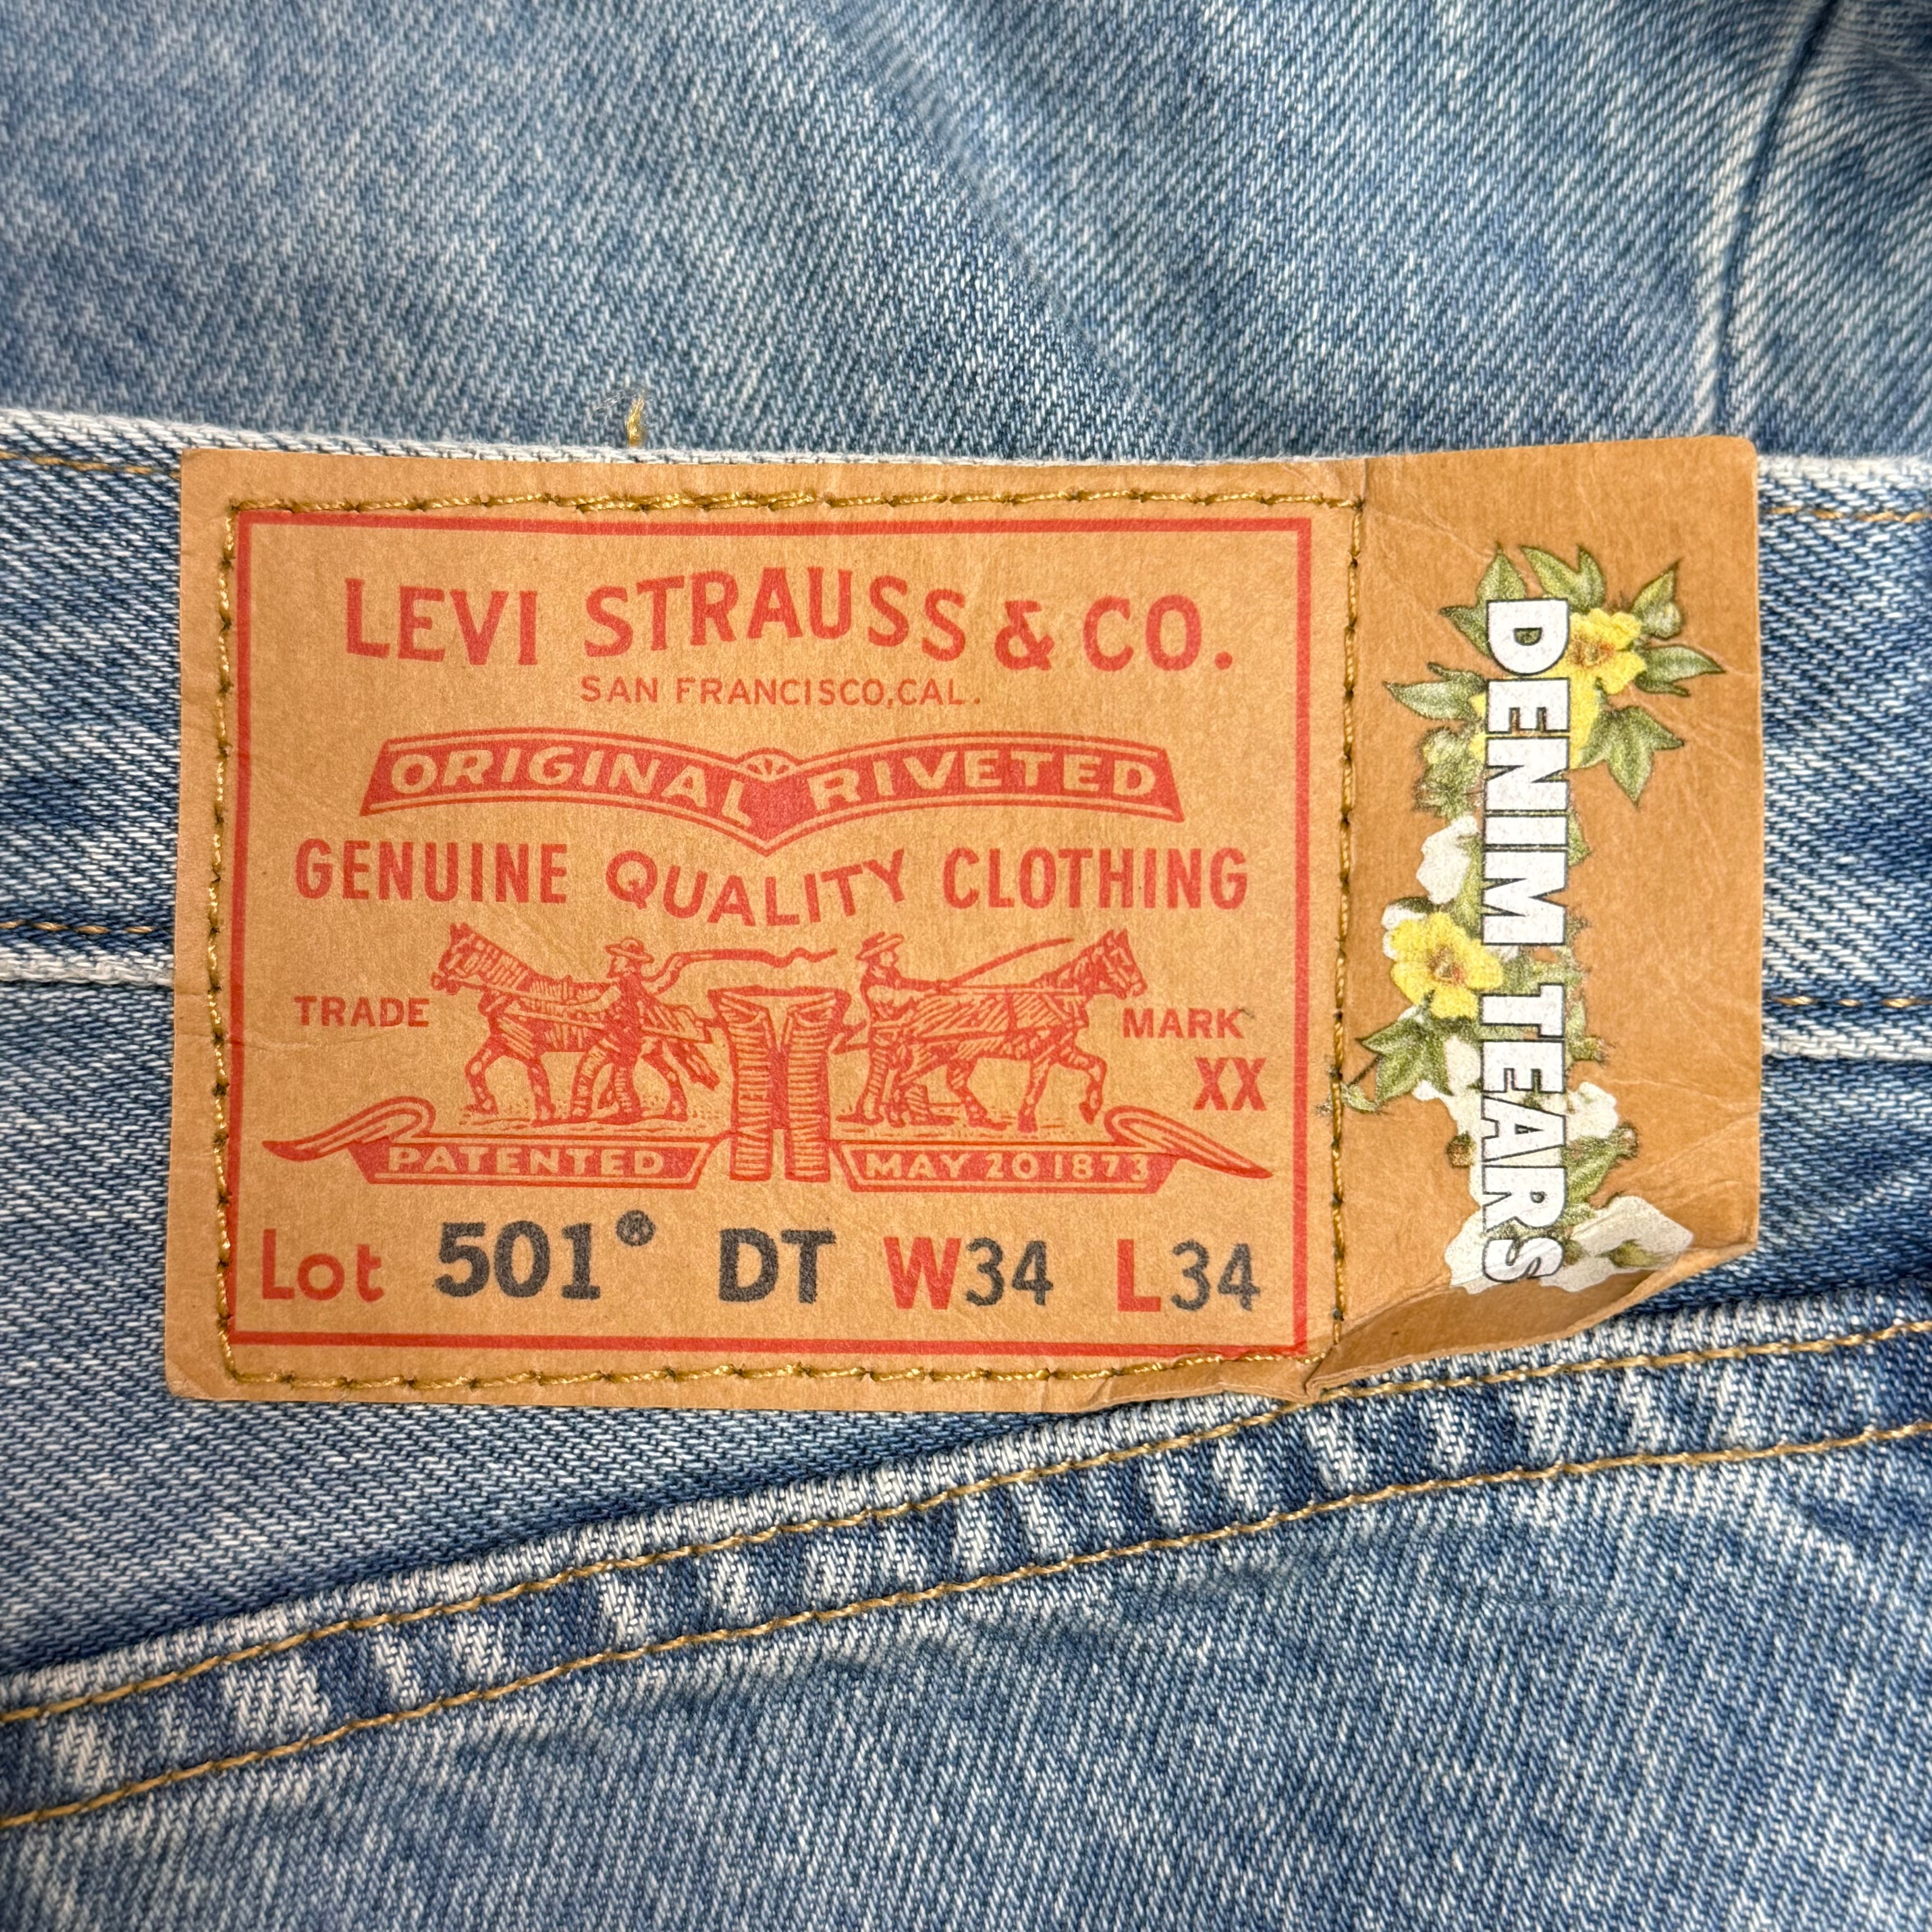 LEVI STRAUSS & CO.
SAN FRANCISCO, CAL.
ORIGINAL RIVETED
GENUINE QUALITY CLOTHING
TRADE MARK
XX
PATENTED MAY 20 1873
Lot 501® DT W34 L34
DENIM TEARS